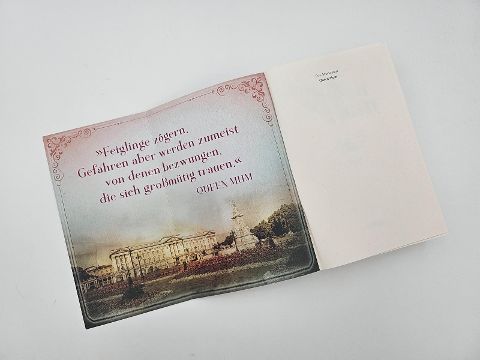 »Feiglinge zögern.
Gefahren aber werden zumeist
von denen bezwungen,
die sich großmütig trauen.«
QUEEN MUM